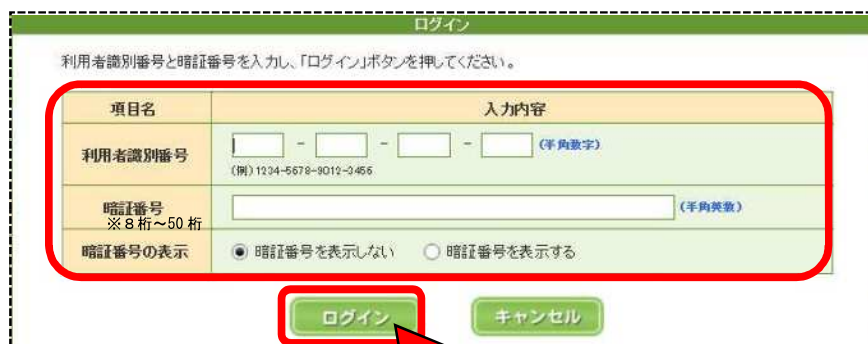 ログイン
利用者識別番号と暗証番号を入力し、「ログイン」ボタンを押してください。
項目名 入力内容
利用者識別番号 - - - (半角数字)
(例)1234-5678-9012-3456
暗証番号 (半角英数)
※8桁~50桁
暗証番号の表示 暗証番号を表示しない 暗証番号を表示する
ログイン キャンセル